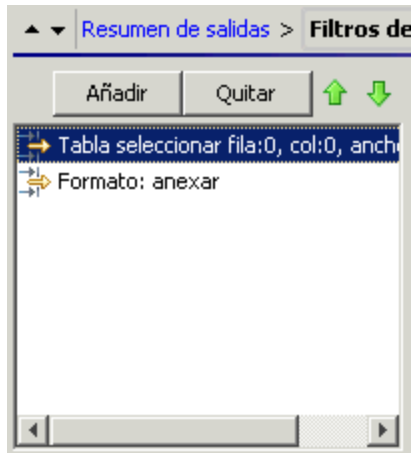 Resumen de salidas > Filtros de
Añadir Quitar
Tabla seleccionar fila:0, col:0, anch
Formato: anexar